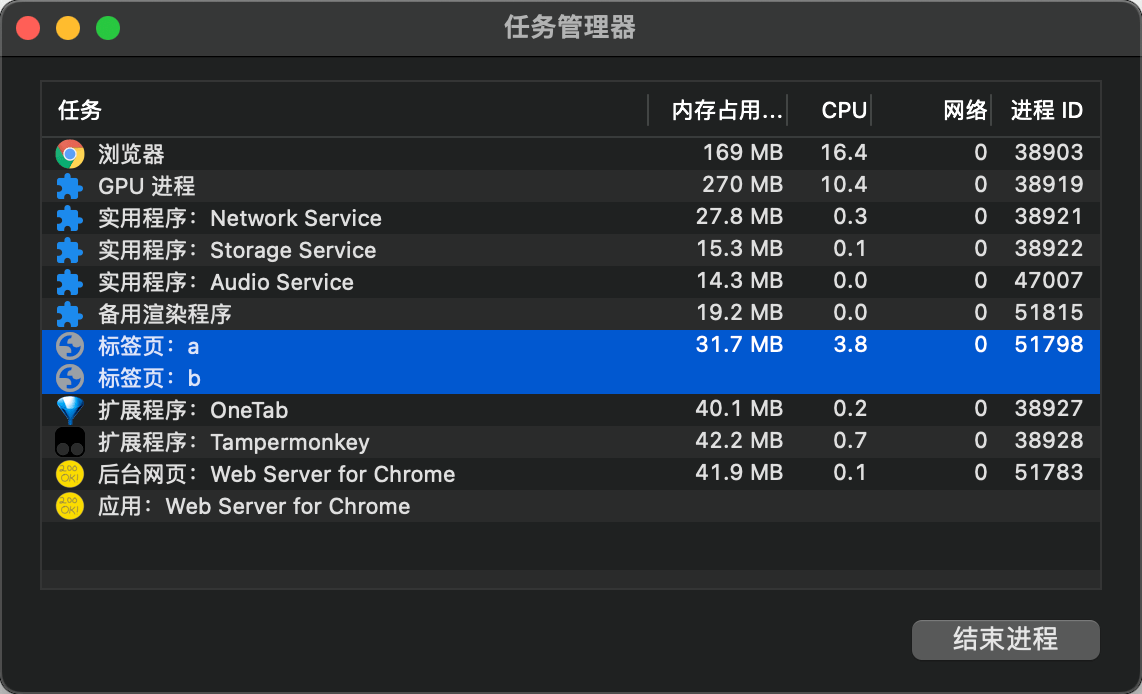 任务管理器
任务 内存占用... CPU 网络 进程 ID
浏览器 169 MB 16.4 0 38903
GPU 进程 270 MB 10.4 0 38919
实用程序：Network Service 27.8 MB 0.3 0 38921
实用程序：Storage Service 15.3 MB 0.1 0 38922
实用程序：Audio Service 14.3 MB 0.0 0 47007
备用渲染程序 19.2 MB 0.0 0 51815
标签页：a 31.7 MB 3.8 0 51798
标签页：b
扩展程序：OneTab 40.1 MB 0.2 0 38927
扩展程序：Tampermonkey 42.2 MB 0.7 0 38928
200 OK! 后台网页：Web Server for Chrome 41.9 MB 0.1 0 51783
200 OK! 应用：Web Server for Chrome
结束进程